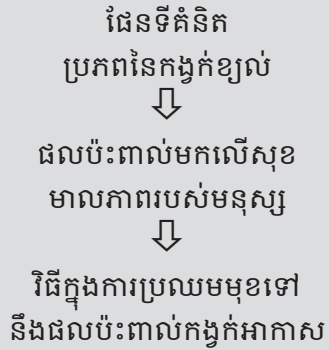 ផែនទីគំនិត
ប្រភពនៃកង្វក់ខ្យល់
ផលប៉ះពាល់មកលើសុខ
មាលភាពរបស់មនុស្ស
វិធីក្នុងការប្រឈមមុខទៅ
នឹងផលប៉ះពាល់កង្វក់អាកាស